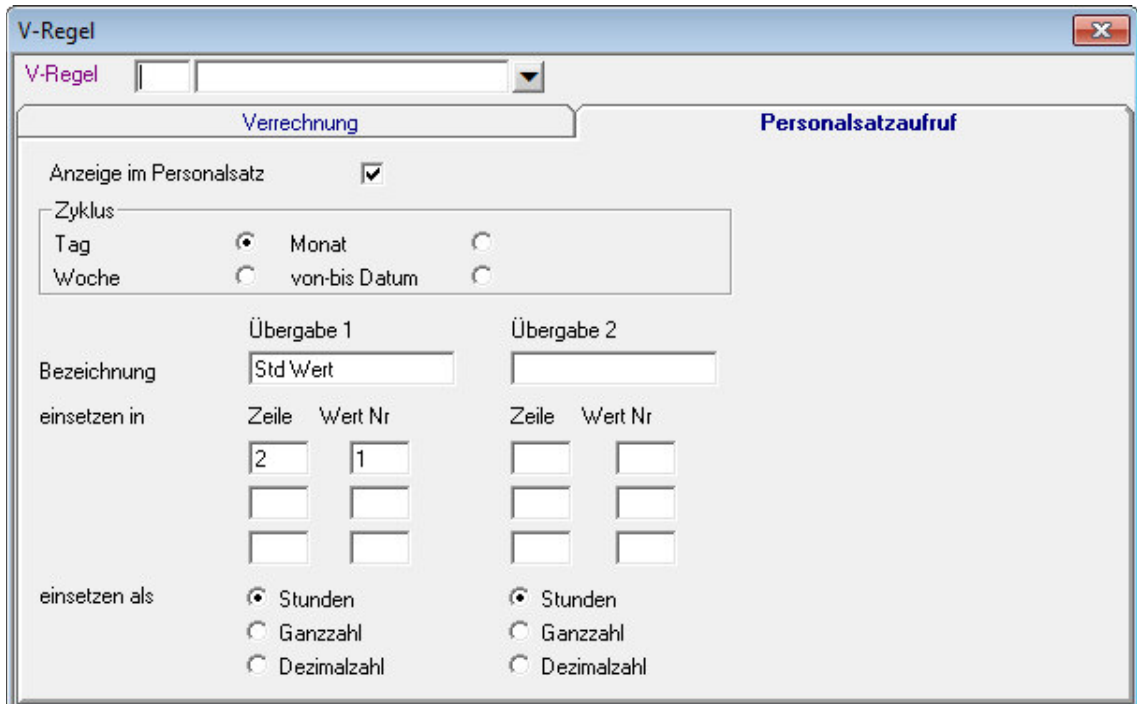 V-Regel
V-Regel
Verrechnung Personalsatzaufruf
Anzeige im Personalsatz
Zyklus
Tag Monat
Woche von-bis Datum
Übergabe 1 Übergabe 2
Bezeichnung Std Wert
einsetzen in Zeile Wert Nr Zeile Wert Nr
2 1
einsetzen als Stunden Stunden
Ganzzahl Ganzzahl
Dezimalzahl Dezimalzahl